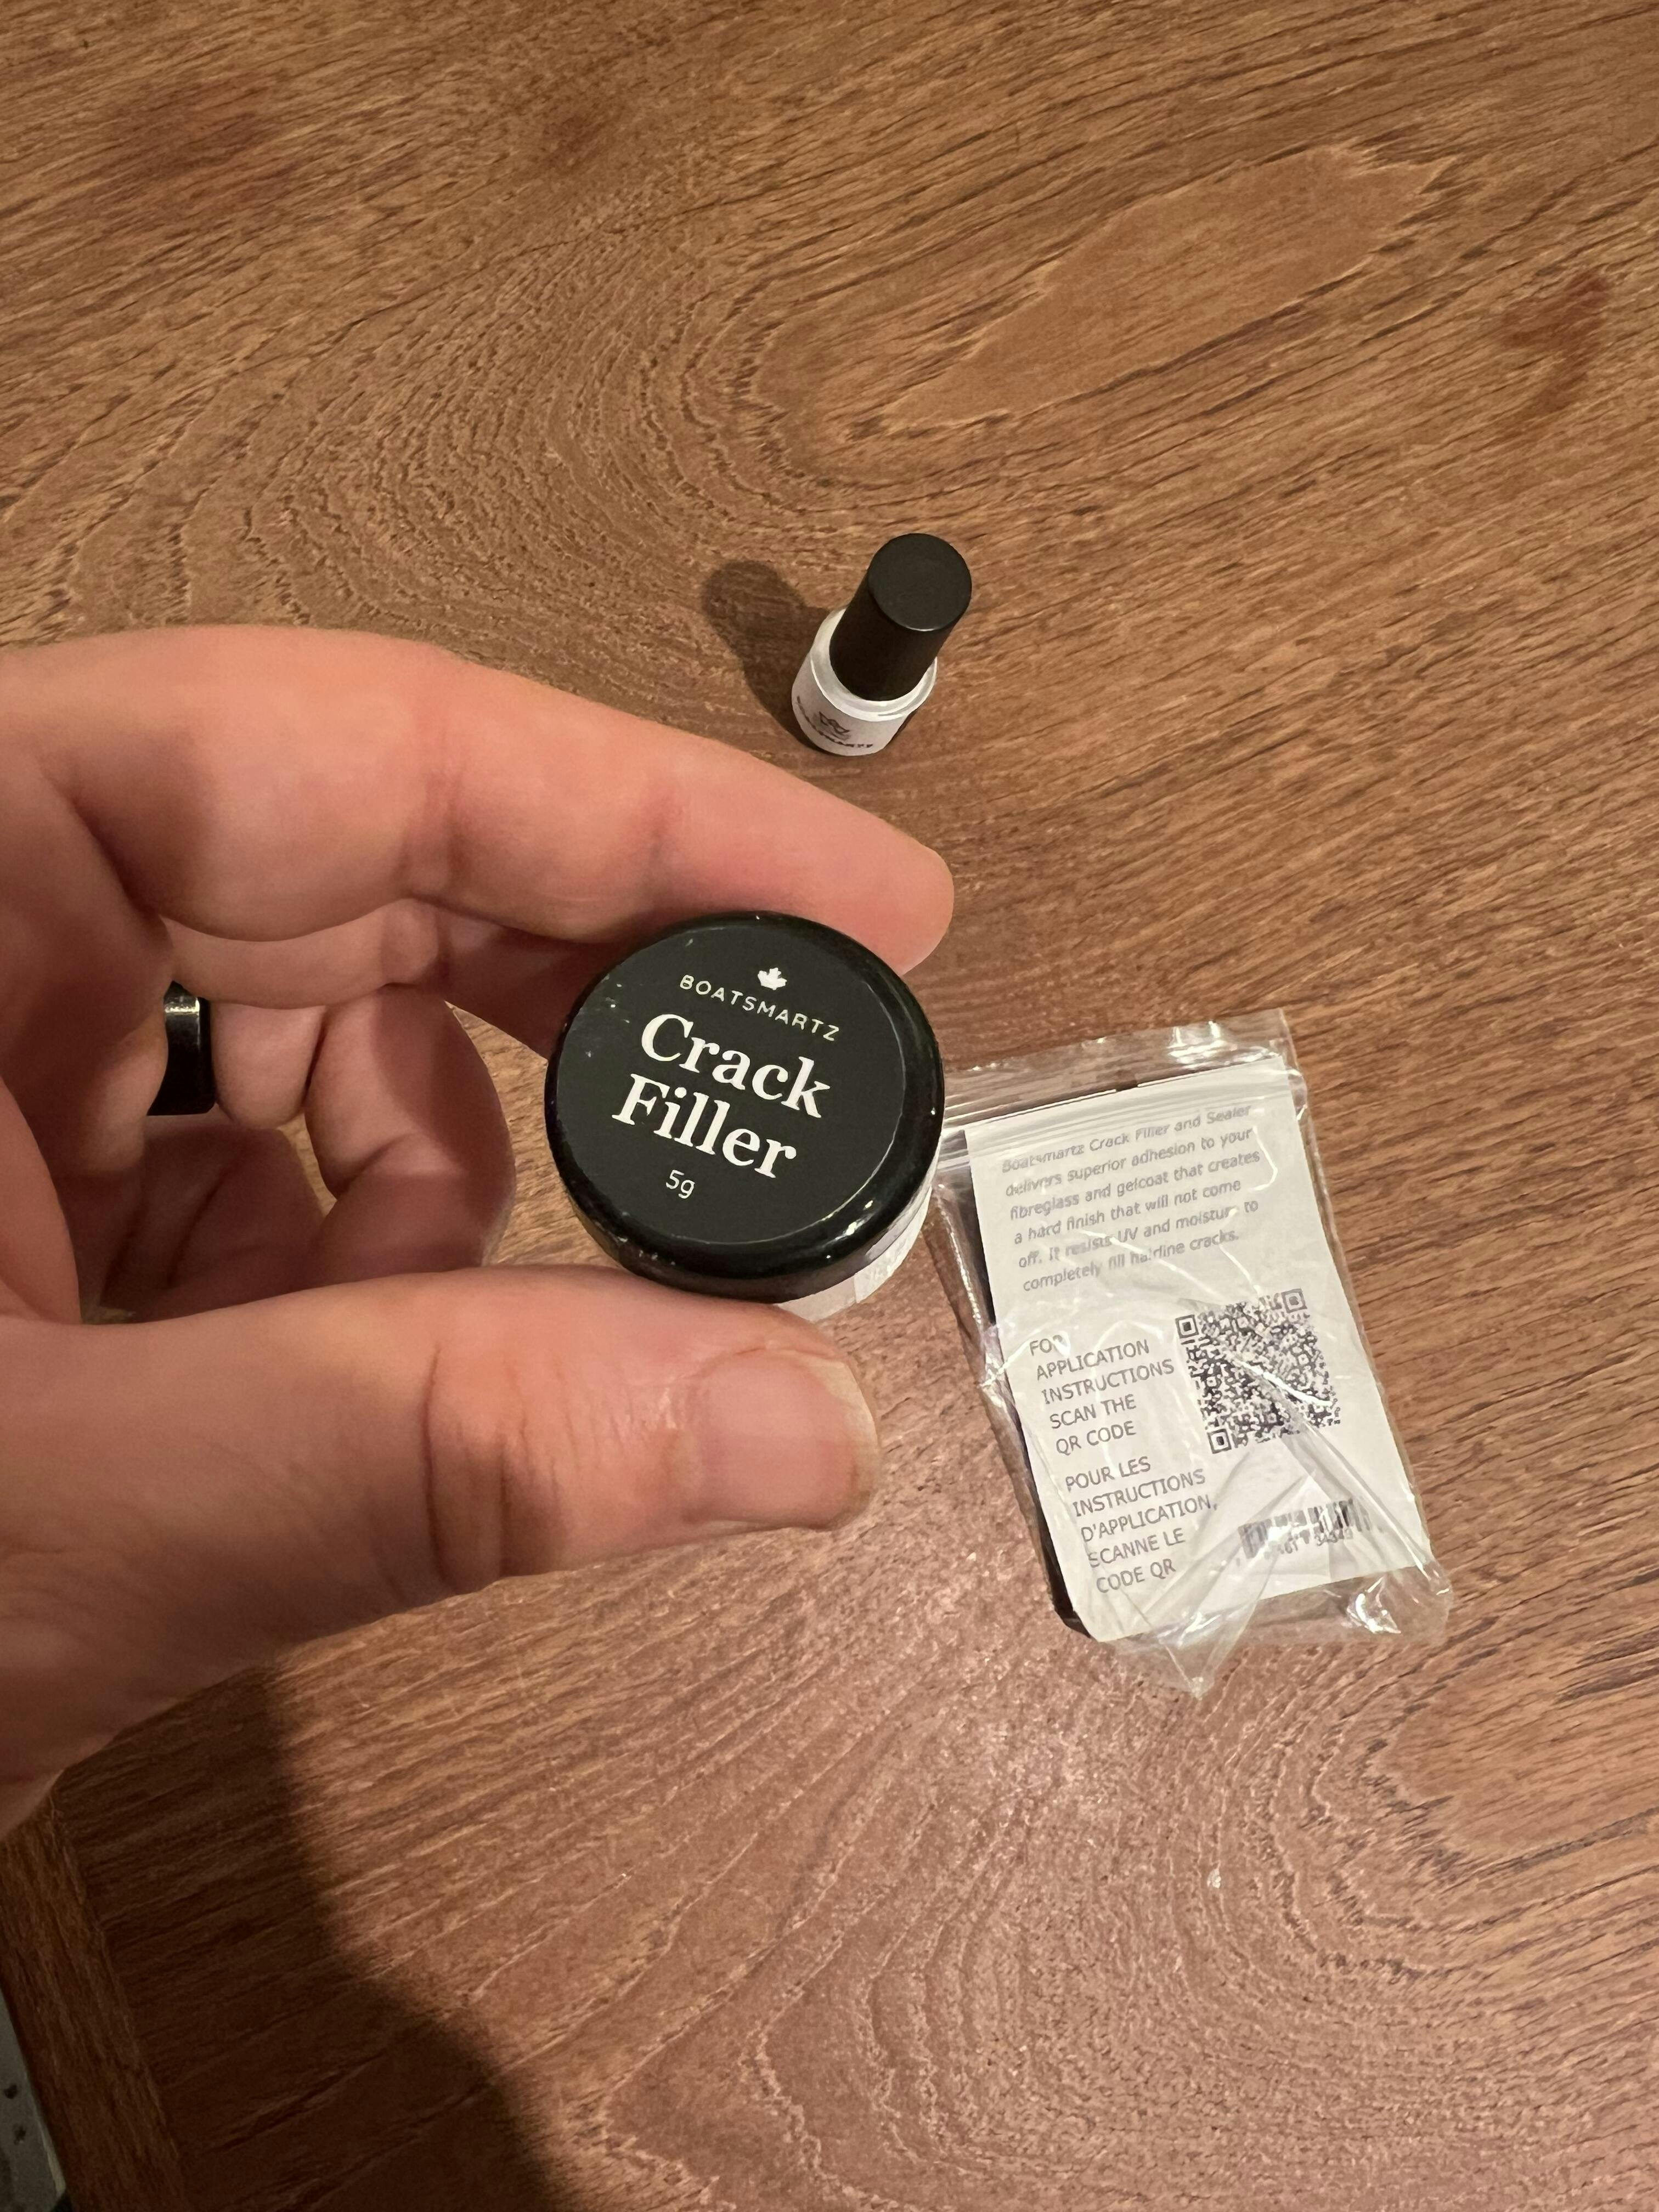 BOATSMARTZ
Crack
Filler
5g
Boatsmartz Crack Filler and Sealer
delivers superior adhesion to your
fibreglass and gelcoat that creates
a hard finish that will not come
off. It resists UV and moisture to
completely fill hairline cracks.
FOR
APPLICATION
INSTRUCTIONS
SCAN THE
QR CODE
POUR LES
INSTRUCTIONS
D'APPLICATION,
SCANNE LE
CODE QR